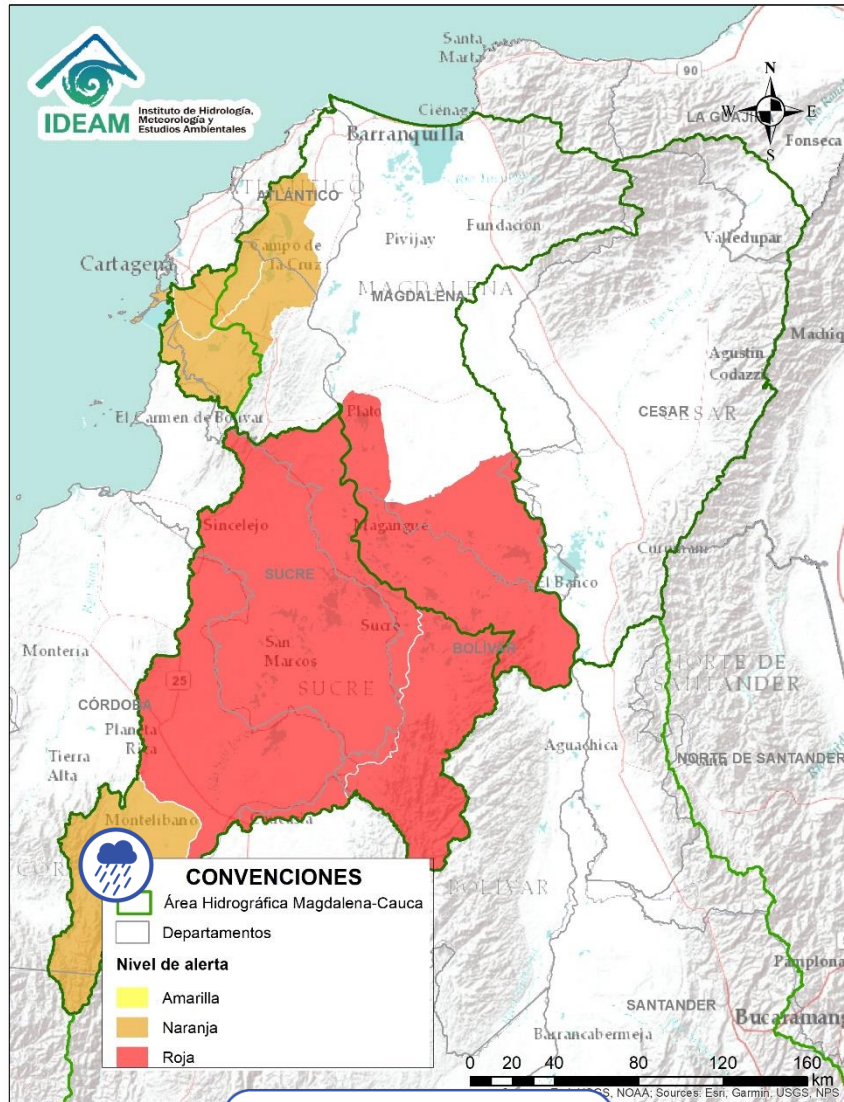 IDEAM
Instituto de Hidrología,
Meteorología y
Estudios Ambientales
Santa
Marta
Ciénaga
Barranquilla
90
N
W
E
S
LA GUAJIRA
Fonseca
ATLÁNTICO
Campo de
la Cruz
Pivijay
Fundación
Valledupar
Cartagena
MAGDALENA
MAGDALENA
Agustín
Codazzi
CESAR
CESAR
El Carmen de Bolívar
Plato
Sincelejo
Magangué
SUCRE
El Banco
Sucre
San
Marcos
BOLÍVAR
Montería
SUCRE
25
NORTE DE
SANTANDER
CÓRDOBA
Planeta
Rica
Tierra
Alta
Aguachica
NORTE DE SANTANDER
Montelíbano
BOLÍVAR
CONVENCIONES
Área Hidrográfica Magdalena-Cauca
Departamentos
Nivel de alerta
Amarilla
Naranja
Roja
Pamplona
SANTANDER
Barrancabermeja
0 20 40 80 120 160
km
USGS, NOAA; Sources: Esri, Garmin, USGS, NPS